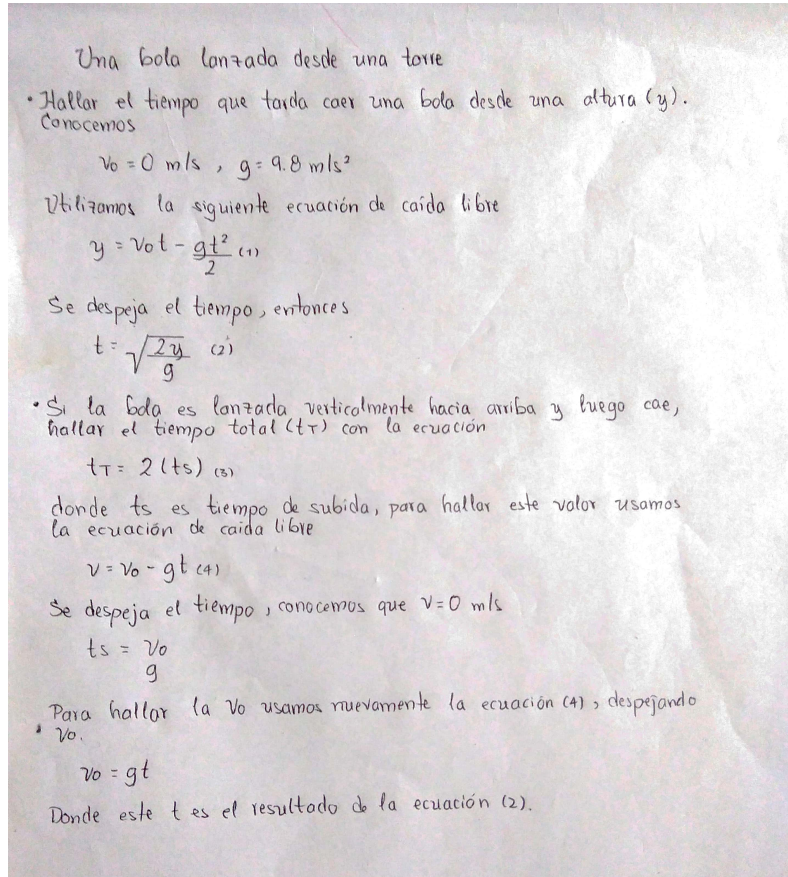 Una bola lanzada desde una torre
• Hallar el tiempo que tarda caer una bola desde una altura (y).
Conocemos
v₀ = 0 m/s , g = 9.8 m/s²
Utilizamos la siguiente ecuación de caída libre
y = v₀t - gt²/2 (1)
Se despeja el tiempo, entonces
t = √(2y/g) (2)
• Si la bola es lanzada verticalmente hacia arriba y luego cae,
hallar el tiempo total (tT) con la ecuación
tT = 2(ts) (3)
donde ts es tiempo de subida, para hallar este valor usamos
la ecuación de caida libre
v = v₀ - gt (4)
Se despeja el tiempo, conocemos que v = 0 m/s
ts = v₀
g
Para hallar la v₀ usamos nuevamente la ecuación (4), despejando
• v₀.
v₀ = gt
Donde este t es el resultado de la ecuación (2).